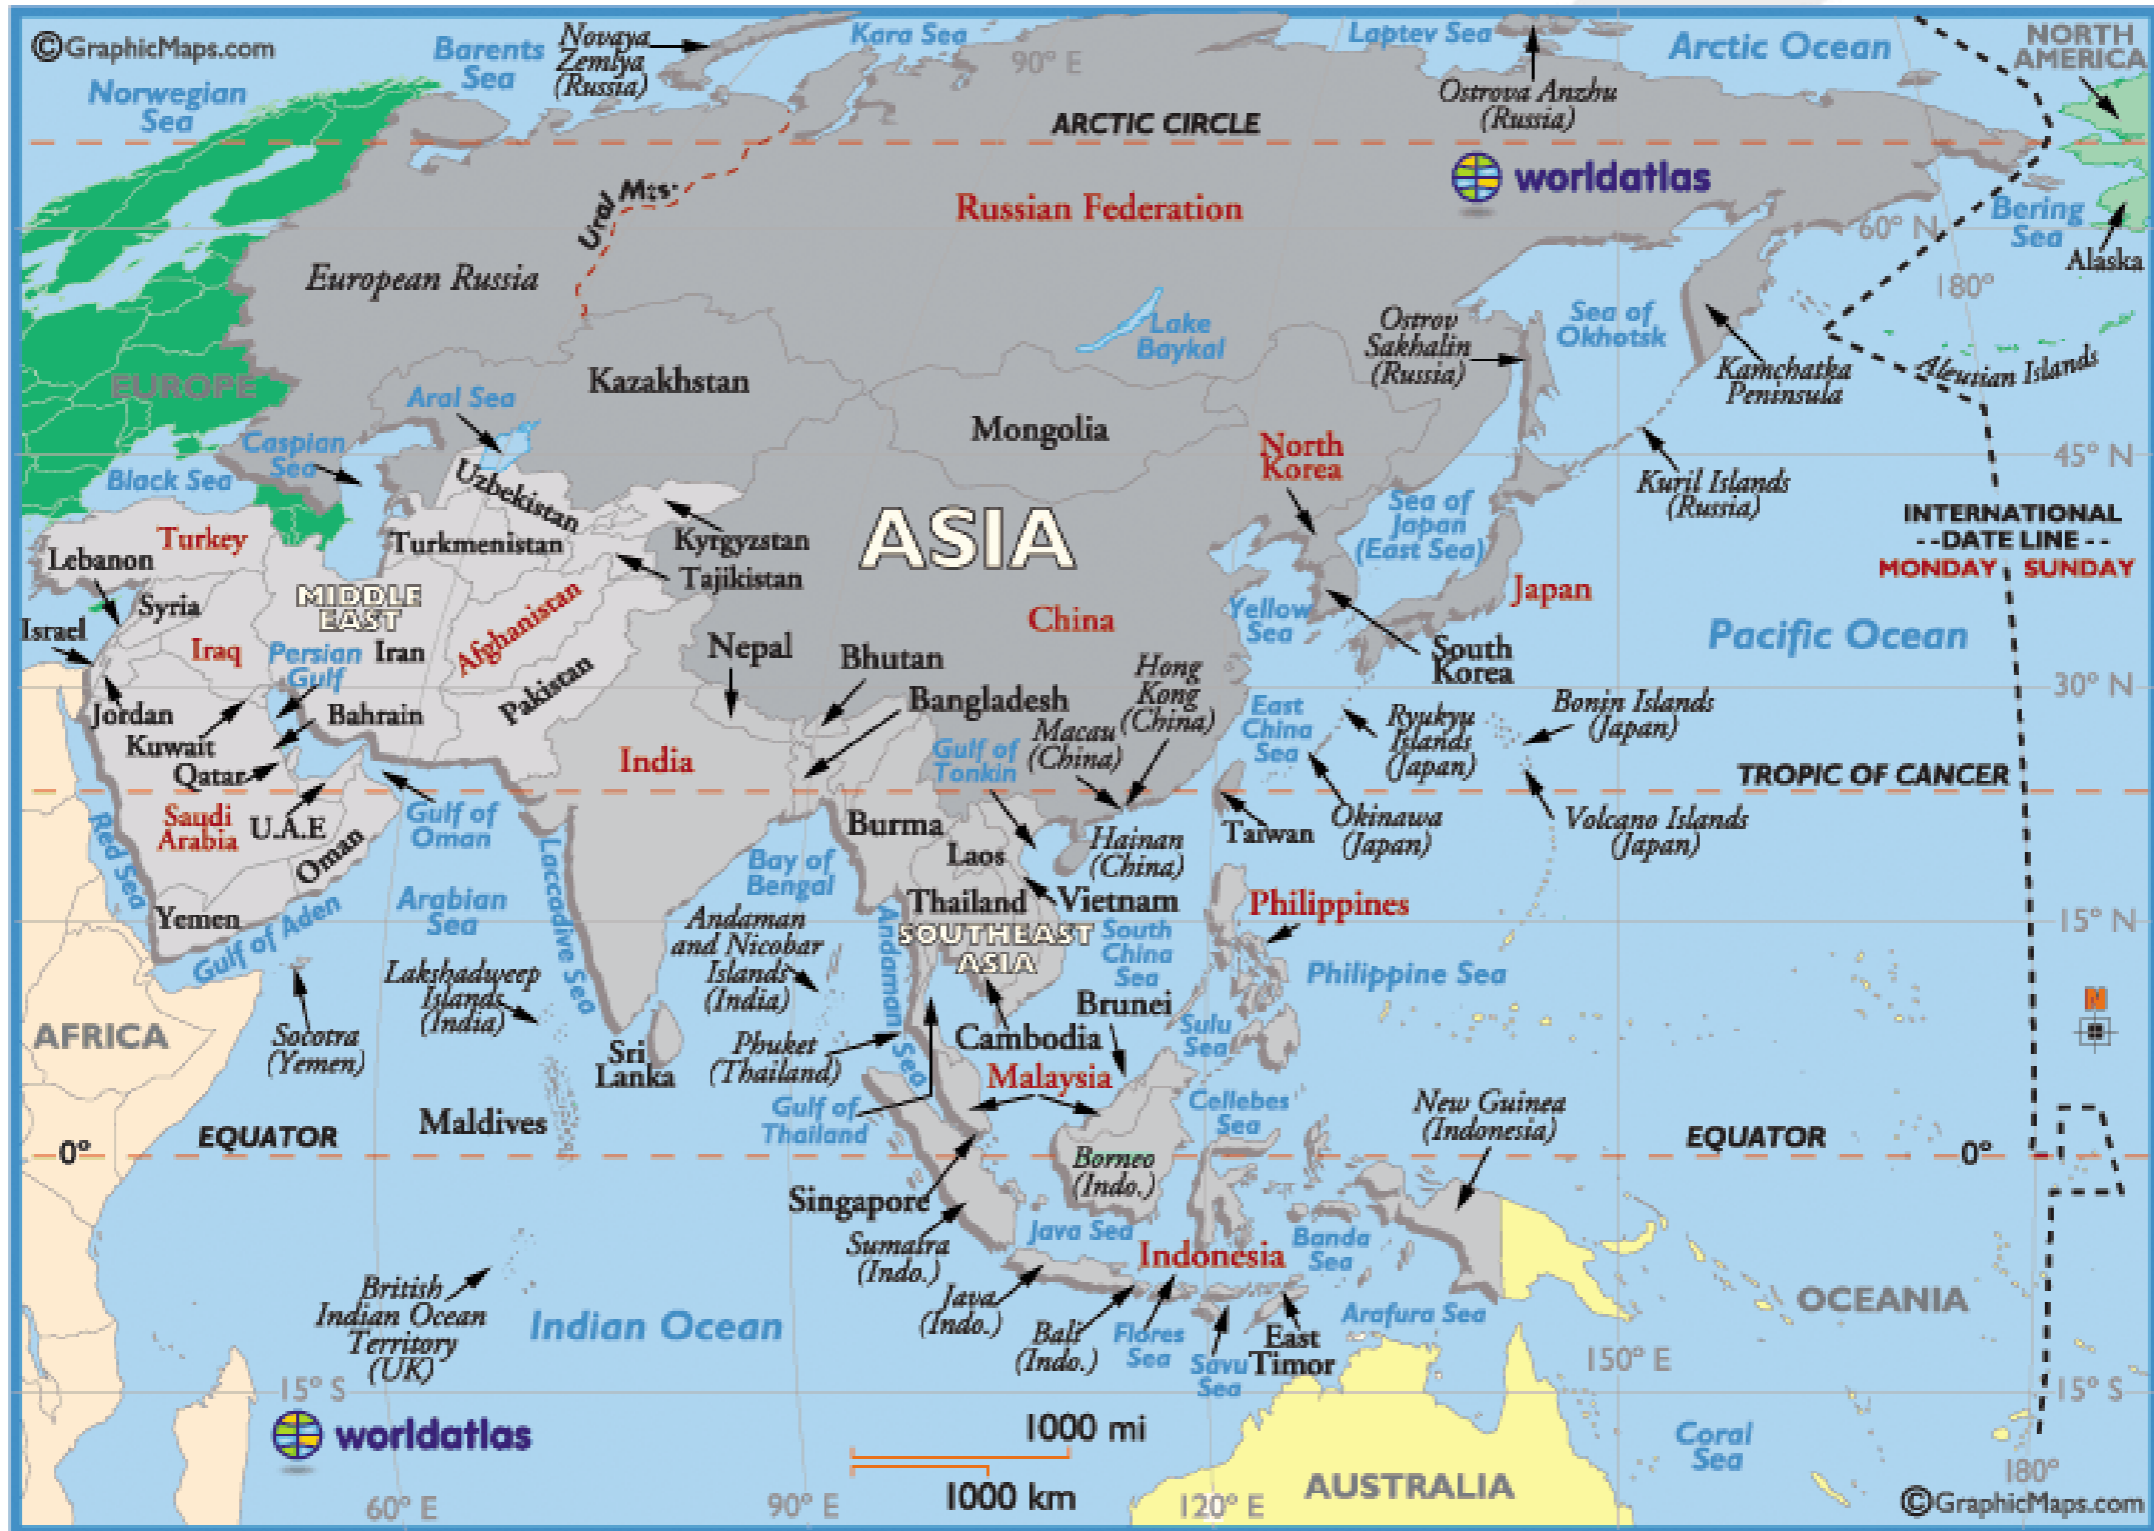 ©GraphicMaps.com
Norwegian
Sea
Barents
Sea
Novaya
Zemlya
(Russia)
Kara Sea
90° E
Laptev Sea
Ostrova Anzhu
(Russia)
Arctic Ocean
NORTH
AMERICA
ARCTIC CIRCLE
worldatlas
Ural Mts.
Russian Federation
European Russia
60° N
Bering
Sea
Alaska
180°
Lake
Baykal
Ostrov
Sakhalin
(Russia)
Sea of
Okhotsk
Kamchatka
Peninsula
Aleutian Islands
EUROPE
Kazakhstan
Aral Sea
Mongolia
Caspian
Sea
Black Sea
North
Korea
45° N
Kuril Islands
(Russia)
Sea of
Japan
(East Sea)
INTERNATIONAL
--DATE LINE--
MONDAY SUNDAY
Uzbekistan
Turkmenistan
Kyrgyzstan
Tajikistan
ASIA
Turkey
Lebanon
Syria
Israel
MIDDLE
EAST
Iraq
Persian
Gulf
Iran
Afghanistan
Pakistan
China
Japan
Yellow
Sea
South
Korea
Pacific Ocean
Nepal
Bhutan
Bangladesh
Hong
Kong
(China)
Macau
(China)
East
China
Sea
Ryukyu
Islands
(Japan)
Bonin Islands
(Japan)
30° N
Jordan
Kuwait
Bahrain
Qatar
Saudi
Arabia
U.A.E
Oman
Gulf of
Oman
India
Gulf of
Tonkin
TROPIC OF CANCER
Red Sea
Yemen
Gulf of Aden
Arabian
Sea
Laccadive Sea
Bay of
Bengal
Burma
Laos
Hainan
(China)
Taiwan
Okinawa
(Japan)
Volcano Islands
(Japan)
Thailand
Vietnam
Philippines
15° N
SOUTHEAST
ASIA
South
China
Sea
Philippine Sea
Andaman
and Nicobar
Islands
(India)
Andaman Sea
Lakshadweep
Islands
(India)
AFRICA
Socotra
(Yemen)
Sri
Lanka
Phuket
(Thailand)
Cambodia
Brunei
Sulu
Sea
N
Malaysia
Gulf of
Thailand
Maldives
Cellebes
Sea
New Guinea
(Indonesia)
EQUATOR
0°
EQUATOR
0°
Borneo
(Indo.)
Singapore
Sumatra
(Indo.)
Java Sea
Indonesia
Banda
Sea
British
Indian Ocean
Territory
(UK)
Indian Ocean
Java
(Indo.)
Bali
(Indo.)
Flores
Sea
Savu
Sea
East
Timor
Arafura Sea
OCEANIA
150° E
15° S
15° S
worldatlas
1000 mi
1000 km
Coral
Sea
AUSTRALIA
60° E
90° E
120° E
180°
©GraphicMaps.com